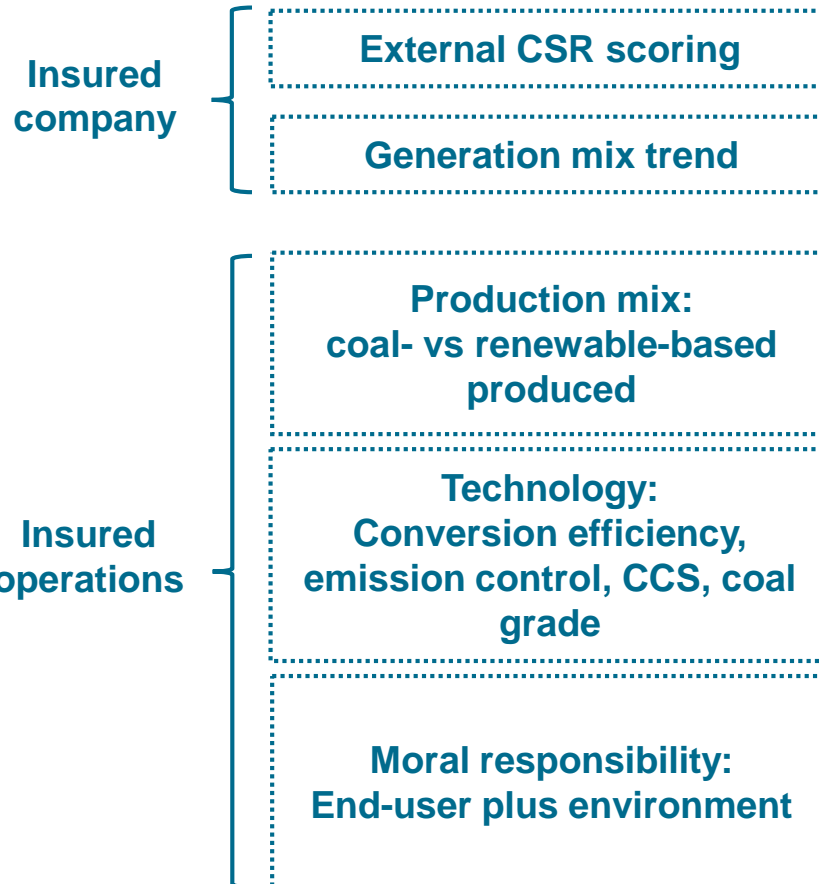 Insured
company
External CSR scoring
Generation mix trend
Insured
operations
Production mix:
coal- vs renewable-based
produced
Technology:
Conversion efficiency,
emission control, CCS, coal
grade
Moral responsibility:
End-user plus environment